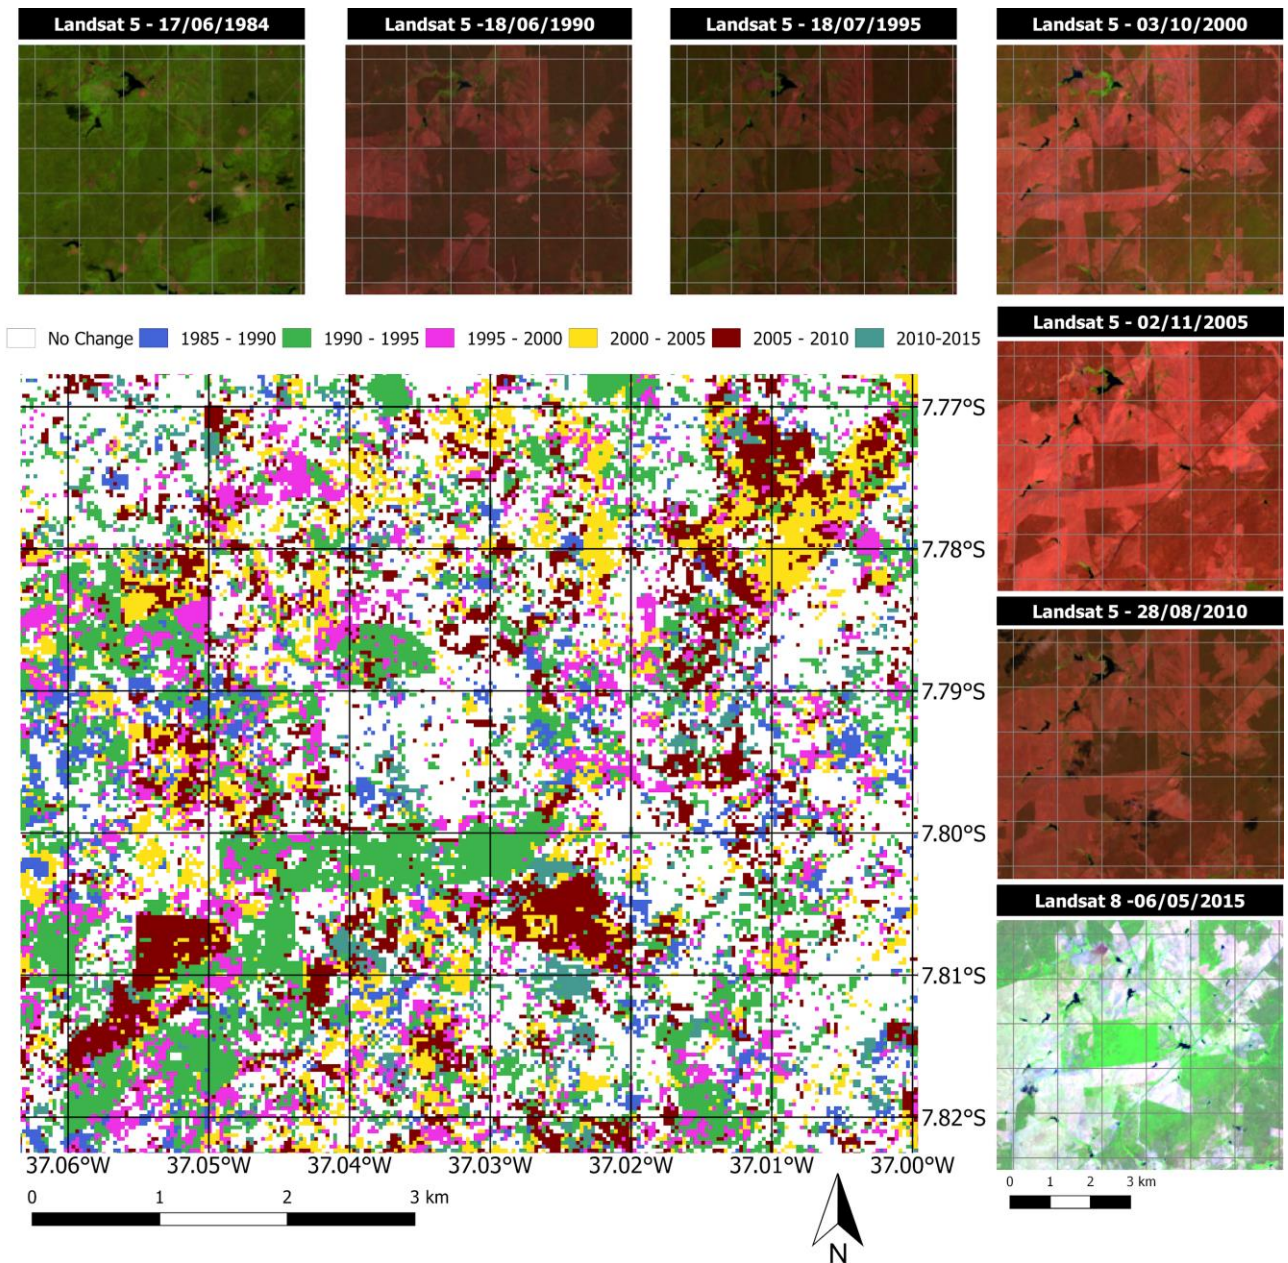 Landsat 5 - 17/06/1984
Landsat 5 -18/06/1990
Landsat 5 - 18/07/1995
Landsat 5 - 03/10/2000
No Change 1985 - 1990 1990 - 1995 1995 - 2000 2000 - 2005 2005 - 2010 2010-2015
Landsat 5 - 02/11/2005
Landsat 5 - 28/08/2010
Landsat 8 -06/05/2015
7.77°S
7.78°S
7.79°S
7.80°S
7.81°S
7.82°S
37.06°W 37.05°W 37.04°W 37.03°W 37.02°W 37.01°W 37.00°W
0 1 2 3 km
0 1 2 3 km
N